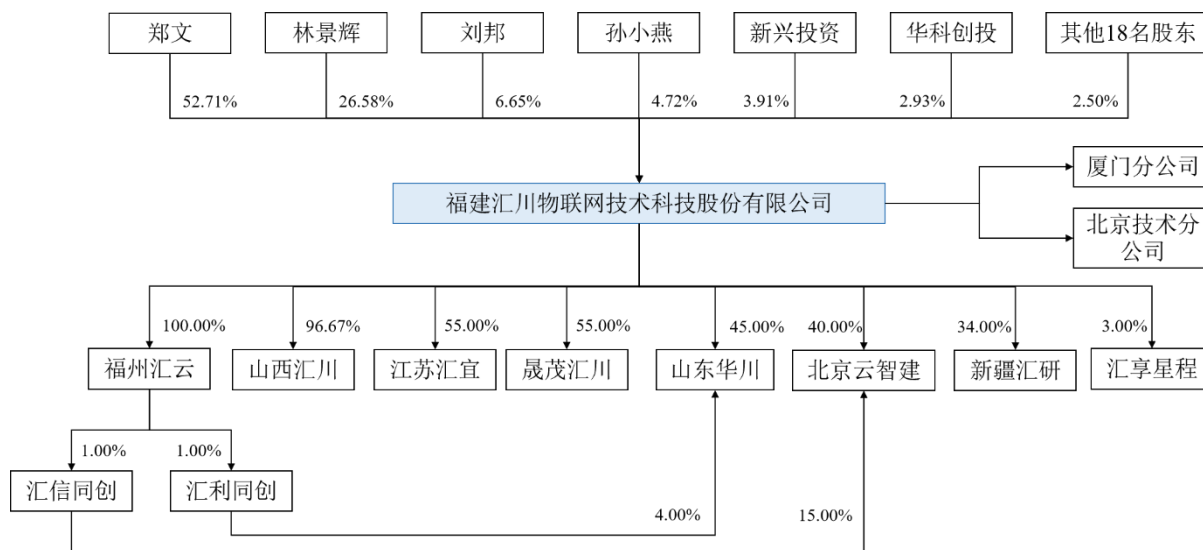 郑文
林景辉
刘邦
孙小燕
新兴投资
华科创投
其他18名股东
52.71%
26.58%
6.65%
4.72%
3.91%
2.93%
2.50%
福建汇川物联网技术科技股份有限公司
厦门分公司
北京技术分
公司
100.00%
96.67%
55.00%
55.00%
45.00%
40.00%
34.00%
3.00%
福州汇云
山西汇川
江苏汇宜
晟茂汇川
山东华川
北京云智建
新疆汇研
汇享星程
1.00%
1.00%
汇信同创
汇利同创
4.00%
15.00%